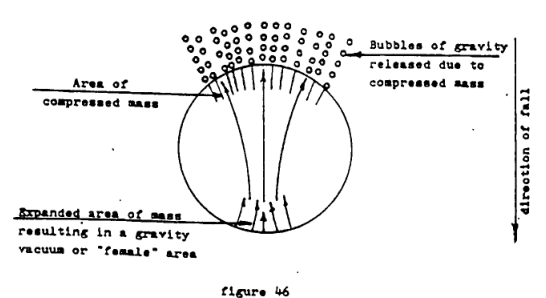 Bubbles of gravity
released due to
compressed mass
Area of
compressed mass
direction of fall
Expanded area of mass
resulting in a gravity
vacuum or "female" area
figure 46